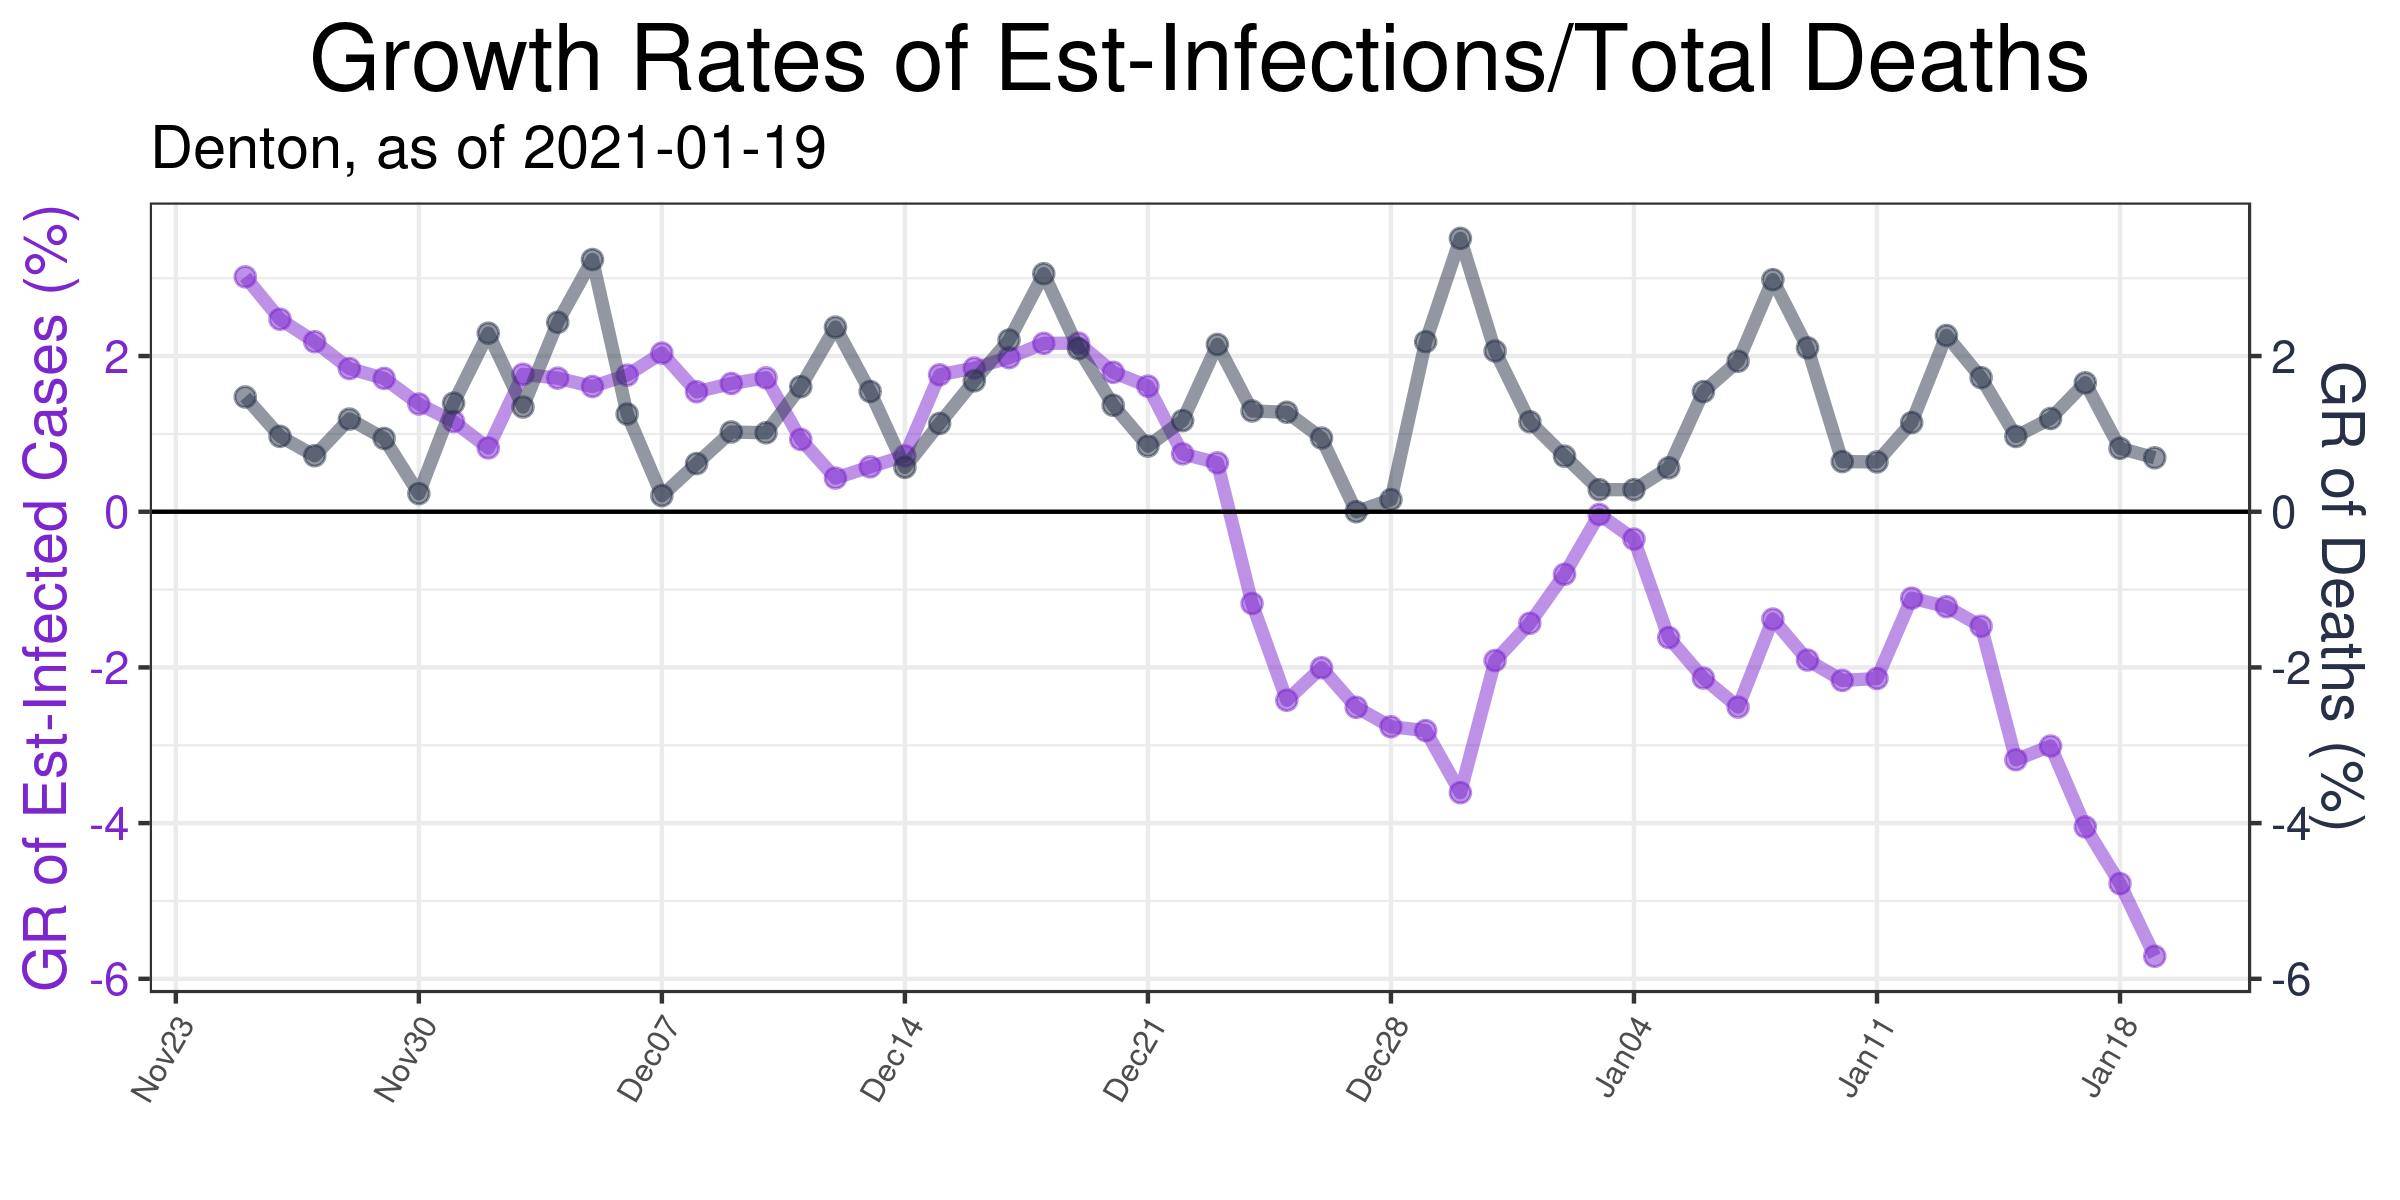 Growth Rates of Est-Infections/Total Deaths
Denton, as of 2021-01-19
GR of Est-Infected Cases (%)
2
0
-2
-4
-6
2
0
-2
-4
-6
GR of Deaths (%)
Nov23
Nov30
Dec07
Dec14
Dec21
Dec28
Jan04
Jan11
Jan18